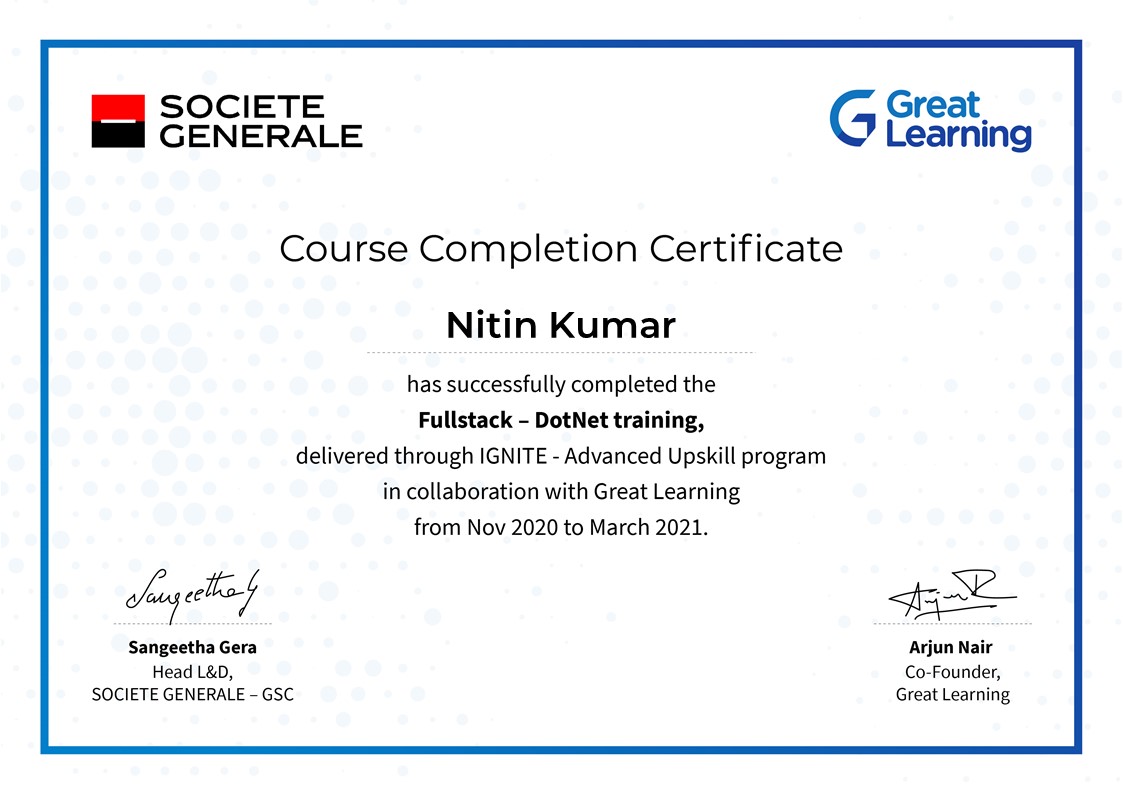 SOCIETE
GENERALE
Great
Learning
Course Completion Certificate
Nitin Kumar
has successfully completed the
Fullstack – DotNet training,
delivered through IGNITE - Advanced Upskill program
in collaboration with Great Learning
from Nov 2020 to March 2021.
Sangeetha G
Sangeetha Gera
Head L&D,
SOCIETE GENERALE – GSC
Arjun Nair
Co-Founder,
Great Learning